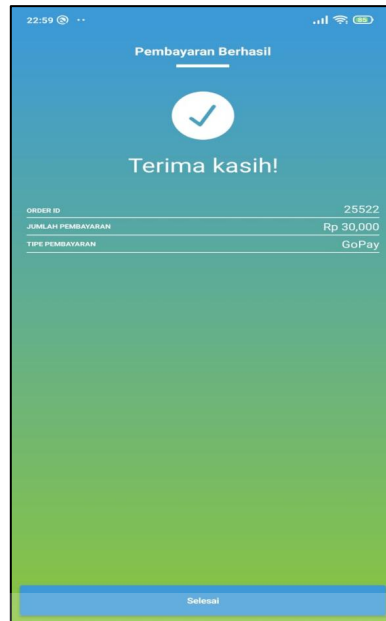 22:59
Pembayaran Berhasil
Terima kasih!
ORDER ID 25522
JUMLAH PEMBAYARAN Rp 30,000
TIPE PEMBAYARAN GoPay
Selesai